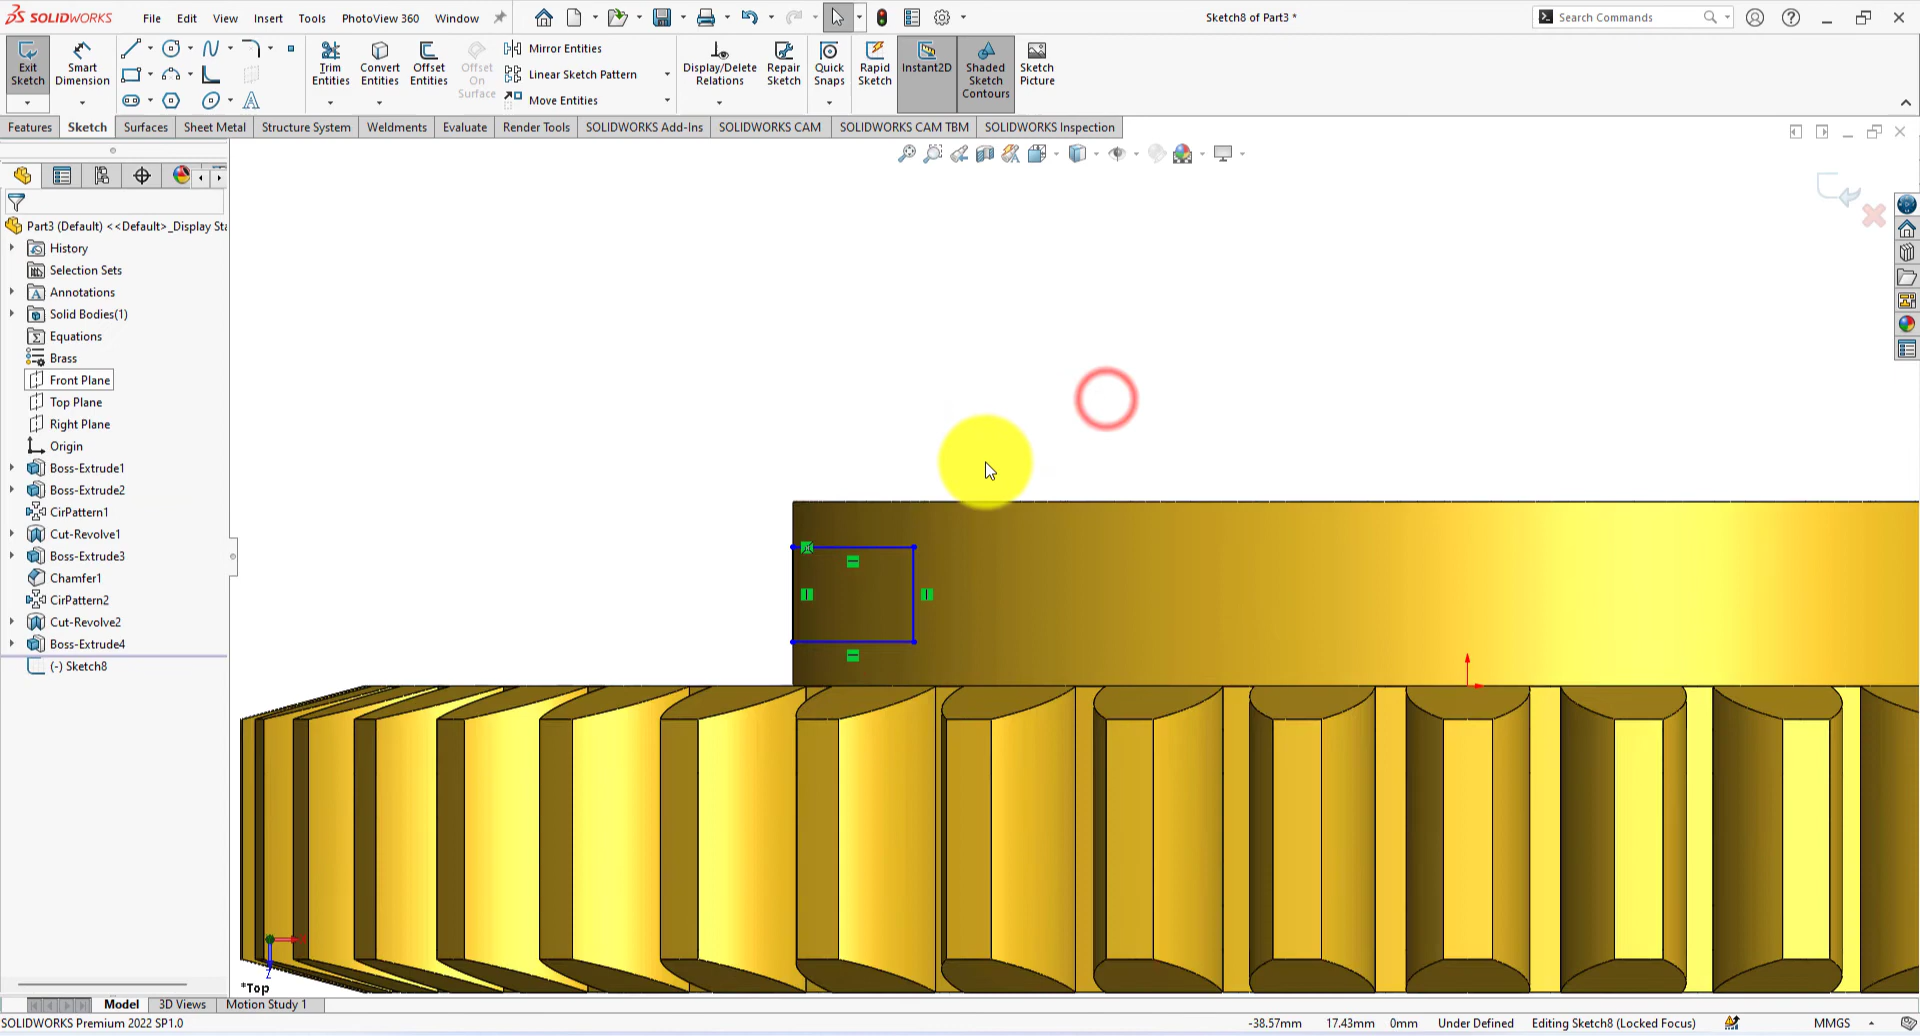 SOLIDWORKS File Edit View Insert Tools PhotoView 360 Window Sketch8 of Part3 * Search Commands
Exit Sketch
Smart Dimension
Trim Entities
Convert Entities
Offset Entities
Offset On Surface
Mirror Entities
Linear Sketch Pattern
Move Entities
Display/Delete Relations
Repair Sketch
Quick Snaps
Rapid Sketch
Instant2D
Shaded Sketch Contours
Sketch Picture
Features Sketch Surfaces Sheet Metal Structure System Weldments Evaluate Render Tools SOLIDWORKS Add-Ins SOLIDWORKS CAM SOLIDWORKS CAM TBM SOLIDWORKS Inspection
Part3 (Default) <<Default>_Display Sta
History
Selection Sets
Annotations
Solid Bodies(1)
Equations
Brass
Front Plane
Top Plane
Right Plane
Origin
Boss-Extrude1
Boss-Extrude2
CirPattern1
Cut-Revolve1
Boss-Extrude3
Chamfer1
CirPattern2
Cut-Revolve2
Boss-Extrude4
(-) Sketch8
*Top
Model 3D Views Motion Study 1
SOLIDWORKS Premium 2022 SP1.0 -38.57mm 17.43mm 0mm Under Defined Editing Sketch8 (Locked Focus) MMGS